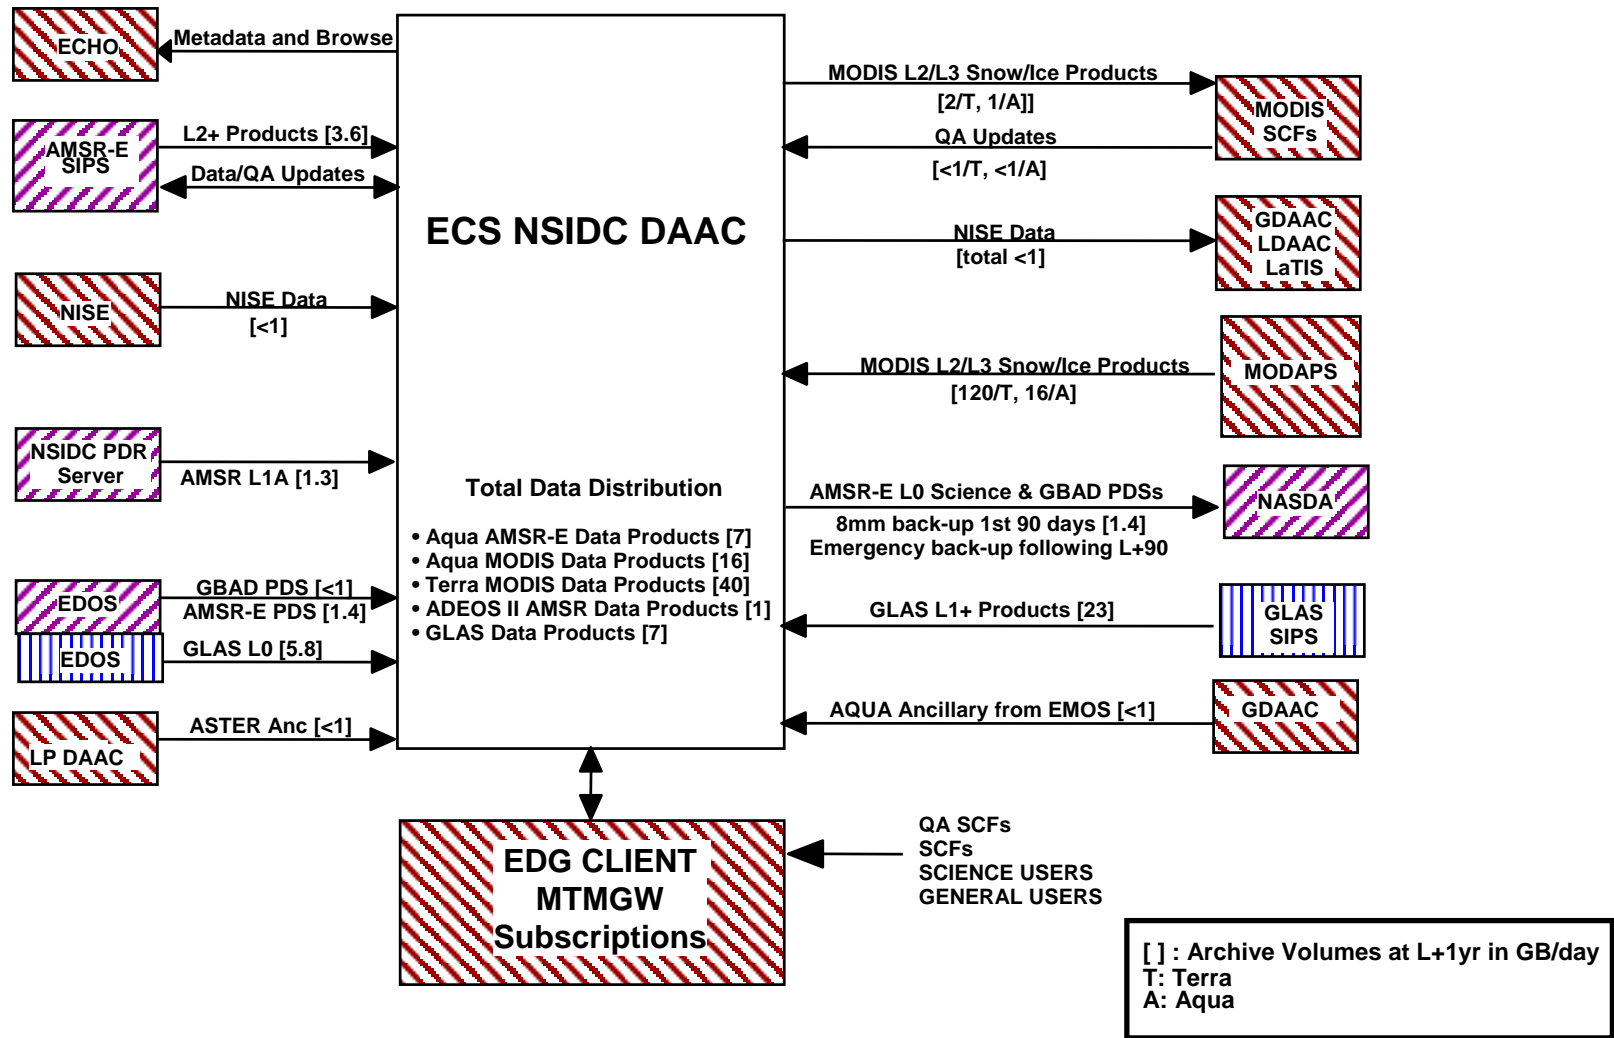 ECHO
Metadata and Browse
AMSR-E
SIPS
L2+ Products [3.6]
Data/QA Updates
NISE
NISE Data
[<1]
NSIDC PDR
Server
AMSR L1A [1.3]
EDOS
GBAD PDS [<1]
AMSR-E PDS [1.4]
EDOS
GLAS L0 [5.8]
LP DAAC
ASTER Anc [<1]
ECS NSIDC DAAC
Total Data Distribution
• Aqua AMSR-E Data Products [7]
• Aqua MODIS Data Products [16]
• Terra MODIS Data Products [40]
• ADEOS II AMSR Data Products [1]
• GLAS Data Products [7]
MODIS L2/L3 Snow/Ice Products
[2/T, 1/A]]
QA Updates
[<1/T, <1/A]
MODIS
SCFs
NISE Data
[total <1]
GDAAC
LDAAC
LaTIS
MODIS L2/L3 Snow/Ice Products
[120/T, 16/A]
MODAPS
AMSR-E L0 Science & GBAD PDSs
8mm back-up 1st 90 days [1.4]
Emergency back-up following L+90
NASDA
GLAS L1+ Products [23]
GLAS
SIPS
AQUA Ancillary from EMOS [<1]
GDAAC
EDG CLIENT
MTMGW
Subscriptions
QA SCFs
SCFs
SCIENCE USERS
GENERAL USERS
[ ] : Archive Volumes at L+1yr in GB/day
T: Terra
A: Aqua